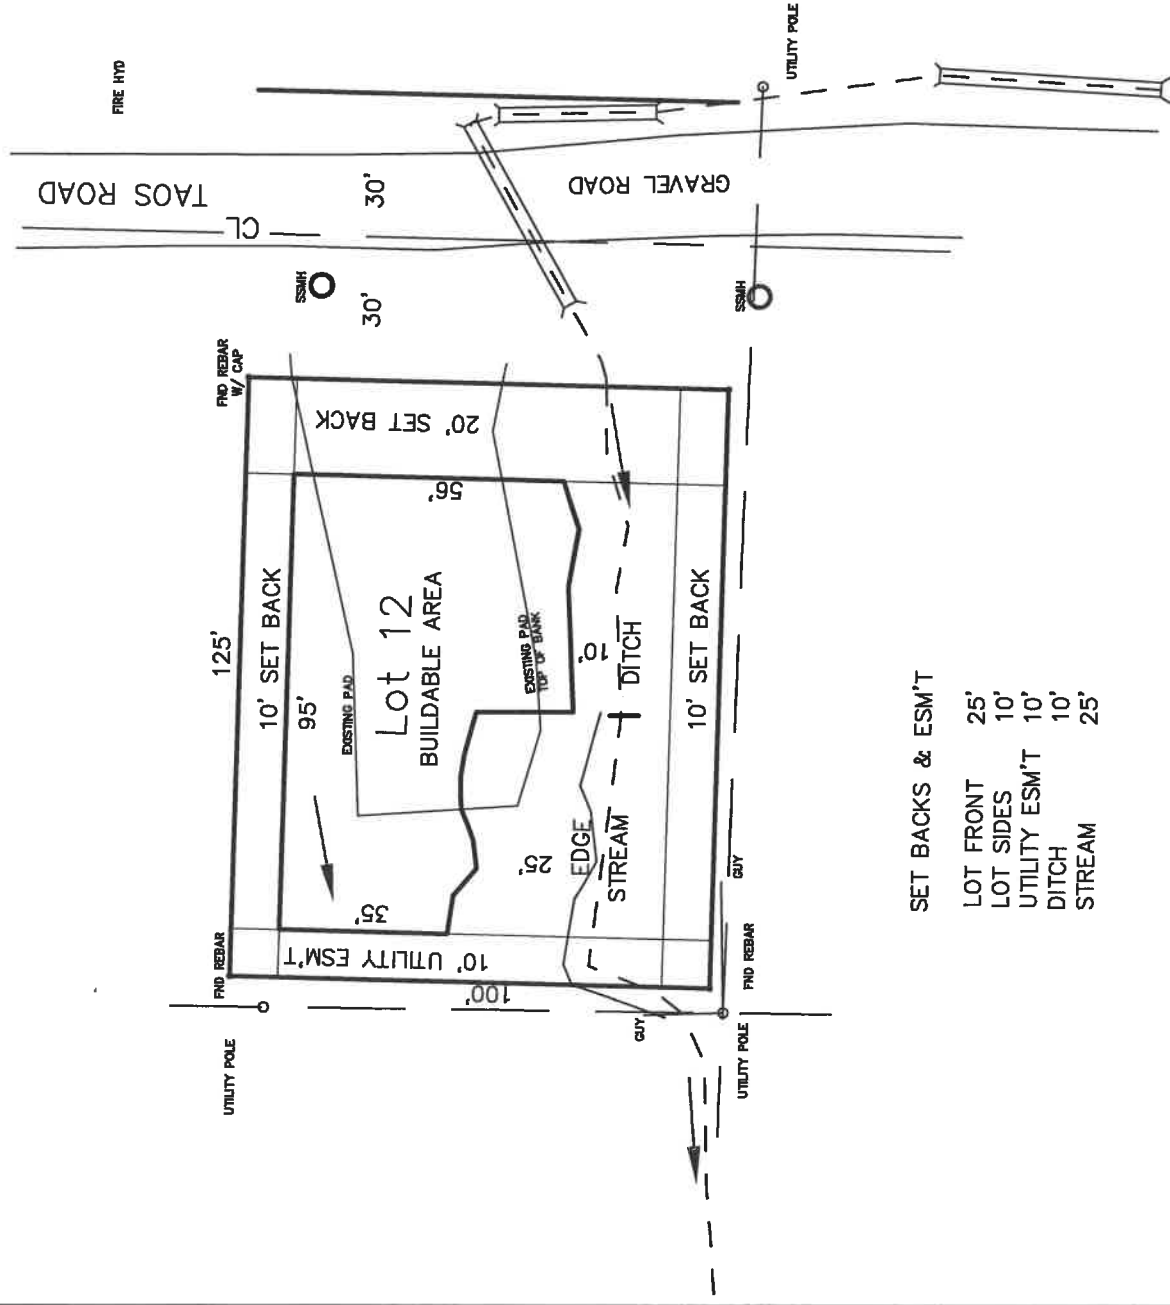 FIRE HYD
UTILITY POLE
TAOS ROAD
CL
30'
GRAVEL ROAD
SSMH
30'
SSMH
FND REBAR
W/ CAP
20' SET BACK
125'
10' SET BACK
95'
56'
EXISTING PAD
Lot 12
BUILDABLE AREA
EXISTING PAD
TOP OF BANK
10'
DITCH
10' SET BACK
35'
25'
EDGE
STREAM
GUY
FND REBAR
10' UTILITY ESM'T
100'
FND REBAR
GUY
UTILITY POLE
UTILITY POLE
SET BACKS & ESM'T
LOT FRONT 25'
LOT SIDES 10'
UTILITY ESM'T 10'
DITCH 10'
STREAM 25'